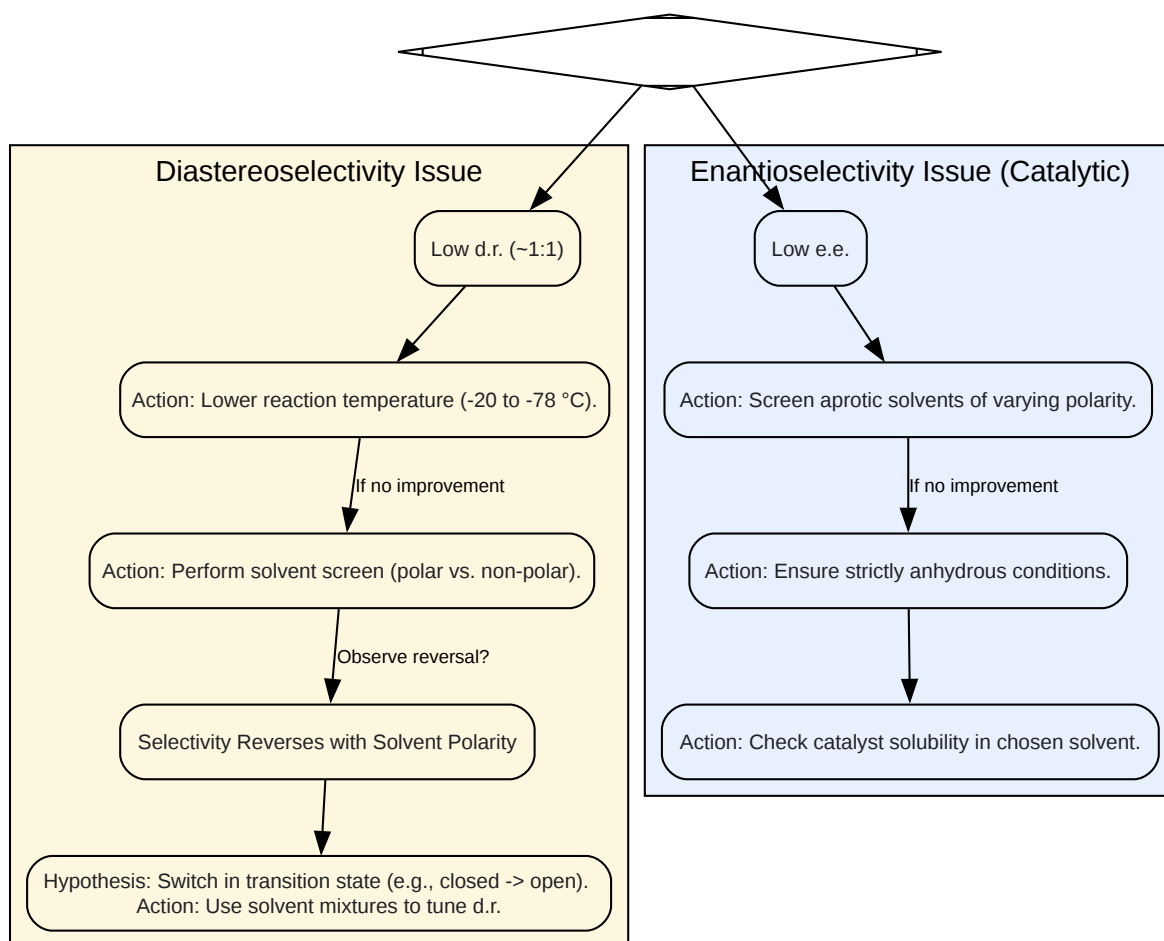 Diastereoselectivity Issue
Low d.r. (~1:1)
Action: Lower reaction temperature (-20 to -78 °C).
If no improvement
Action: Perform solvent screen (polar vs. non-polar).
Observe reversal?
Selectivity Reverses with Solvent Polarity
Hypothesis: Switch in transition state (e.g., closed -> open).
Action: Use solvent mixtures to tune d.r.
Enantioselectivity Issue (Catalytic)
Low e.e.
Action: Screen aprotic solvents of varying polarity.
If no improvement
Action: Ensure strictly anhydrous conditions.
Action: Check catalyst solubility in chosen solvent.